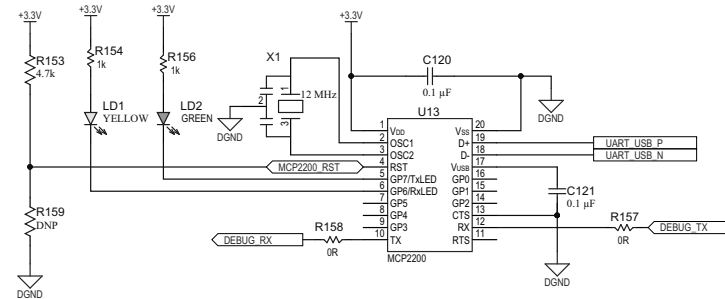 +3.3V
+3.3V
+3.3V
+3.3V
R153
4.7k
R154
1k
R156
1k
X1
C120
0.1 µF
1
2
3
12 MHz
LD1
YELLOW
LD2
GREEN
DGND
DGND
U13
1 VDD VSS 20
2 OSC1 D+ 19 UART_USB_P
3 OSC2 D- 18 UART_USB_N
MCP2200_RST 4 RST VUSB 17
5 GP7/TxLED GP0 16
6 GP6/RxLED GP1 15
7 GP5 GP2 14
8 GP4 CTS 13
9 GP3 RX 12
10 TX RTS 11
MCP2200
C121
0.1 µF
R159
DNP
DGND
R158
0R
DEBUG_RX
R157
0R
DEBUG_TX
DGND